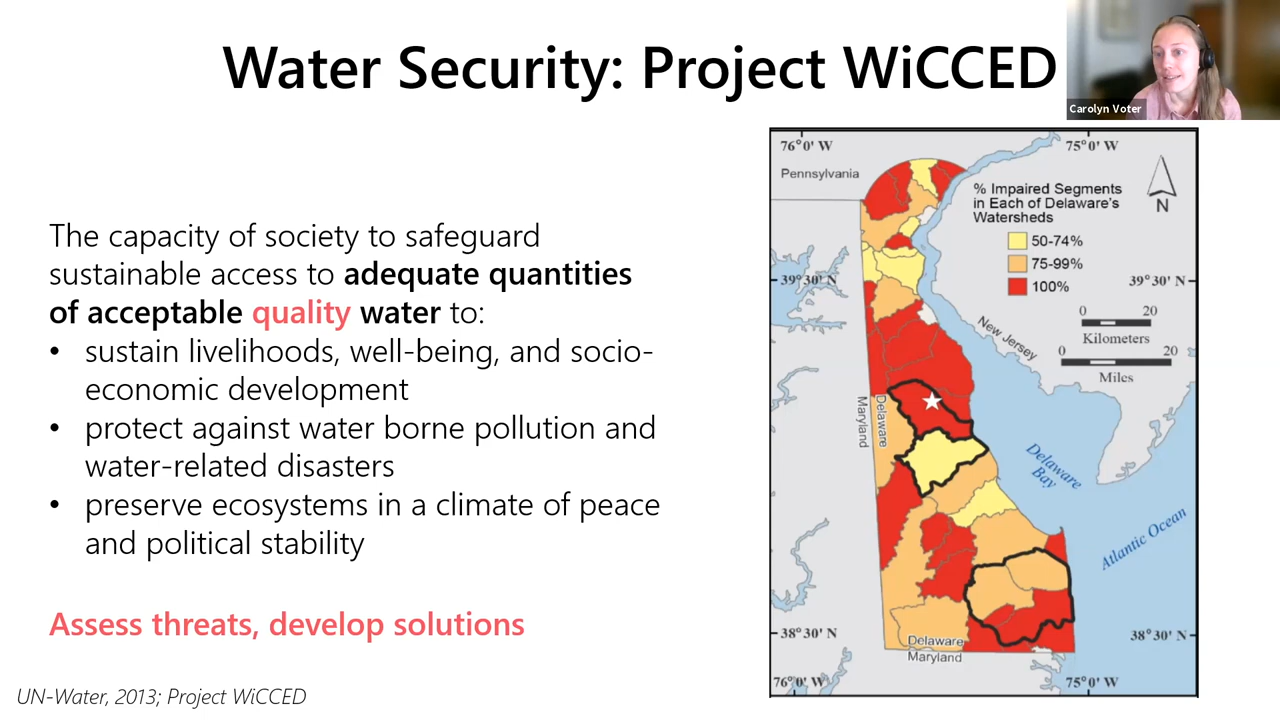 Water Security: Project WiCCED
Carolyn Voter
The capacity of society to safeguard
sustainable access to adequate quantities
of acceptable quality water to:
• sustain livelihoods, well-being, and socio-
economic development
• protect against water borne pollution and
water-related disasters
• preserve ecosystems in a climate of peace
and political stability
Assess threats, develop solutions
UN-Water, 2013; Project WiCCED
76°0' W
75°0' W
Pennsylvania
% Impaired Segments
in Each of Delaware's
Watersheds
50-74%
75-99%
100%
N
39°30' N
39°30' N
0 20
Kilometers
0 20
Miles
New Jersey
Maryland
Delaware
Delaware
Bay
Atlantic Ocean
38°30' N
38°30' N
Delaware
Maryland
76°0' W
75°0' W